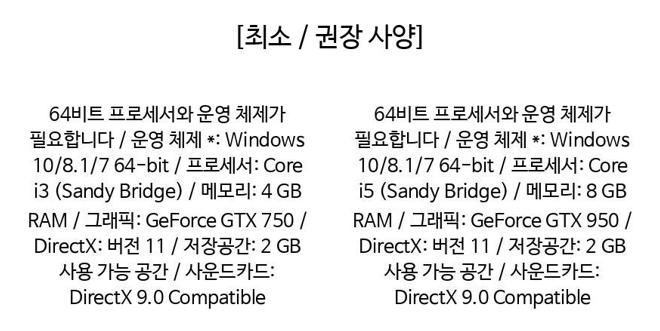 [최소 / 권장 사양]
64비트 프로세서와 운영 체제가
필요합니다 / 운영 체제 *: Windows
10/8.1/7 64-bit / 프로세서: Core
i3 (Sandy Bridge) / 메모리: 4 GB
RAM / 그래픽: GeForce GTX 750 /
DirectX: 버전 11 / 저장공간: 2 GB
사용 가능 공간 / 사운드카드:
DirectX 9.0 Compatible
64비트 프로세서와 운영 체제가
필요합니다 / 운영 체제 *: Windows
10/8.1/7 64-bit / 프로세서: Core
i5 (Sandy Bridge) / 메모리: 8 GB
RAM / 그래픽: GeForce GTX 950 /
DirectX: 버전 11 / 저장공간: 2 GB
사용 가능 공간 / 사운드카드:
DirectX 9.0 Compatible